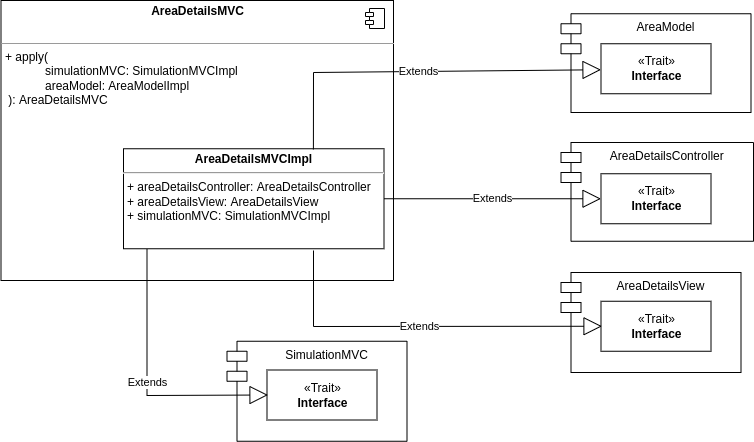 AreaDetailsMVC
+ apply(
simulationMVC: SimulationMVCImpl
areaModel: AreaModelImpl
): AreaDetailsMVC
AreaDetailsMVCImpl
+ areaDetailsController: AreaDetailsController
+ areaDetailsView: AreaDetailsView
+ simulationMVC: SimulationMVCImpl
Extends
AreaModel
«Trait»
Interface
Extends
AreaDetailsController
«Trait»
Interface
Extends
AreaDetailsView
«Trait»
Interface
Extends
SimulationMVC
«Trait»
Interface